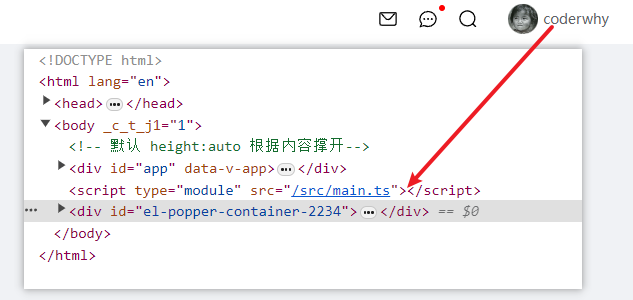 coderwhy
<!DOCTYPE html>
<html lang="en">
<head>…</head>
<body _c_t_j1="1">
<!-- 默认 height:auto 根据内容撑开-->
<div id="app" data-v-app>…</div>
<script type="module" src="/src/main.ts"></script>
<div id="el-popper-container-2234">…</div> == $0
</body>
</html>